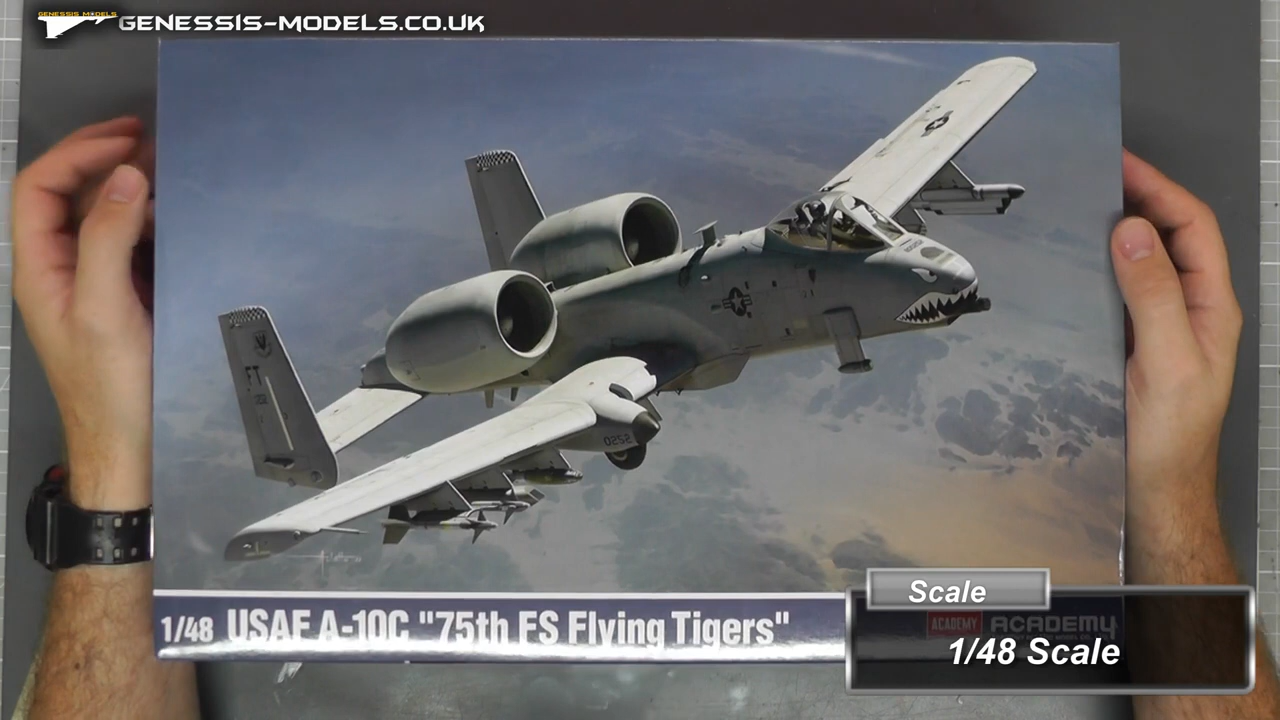 GENESSIS MODELS
GENESSIS-MODELS.CO.UK
FT
0222
1/48 USAF A-10C "75th FS Flying Tigers"
ACADEMY
ACADEMY
Scale
1/48 Scale